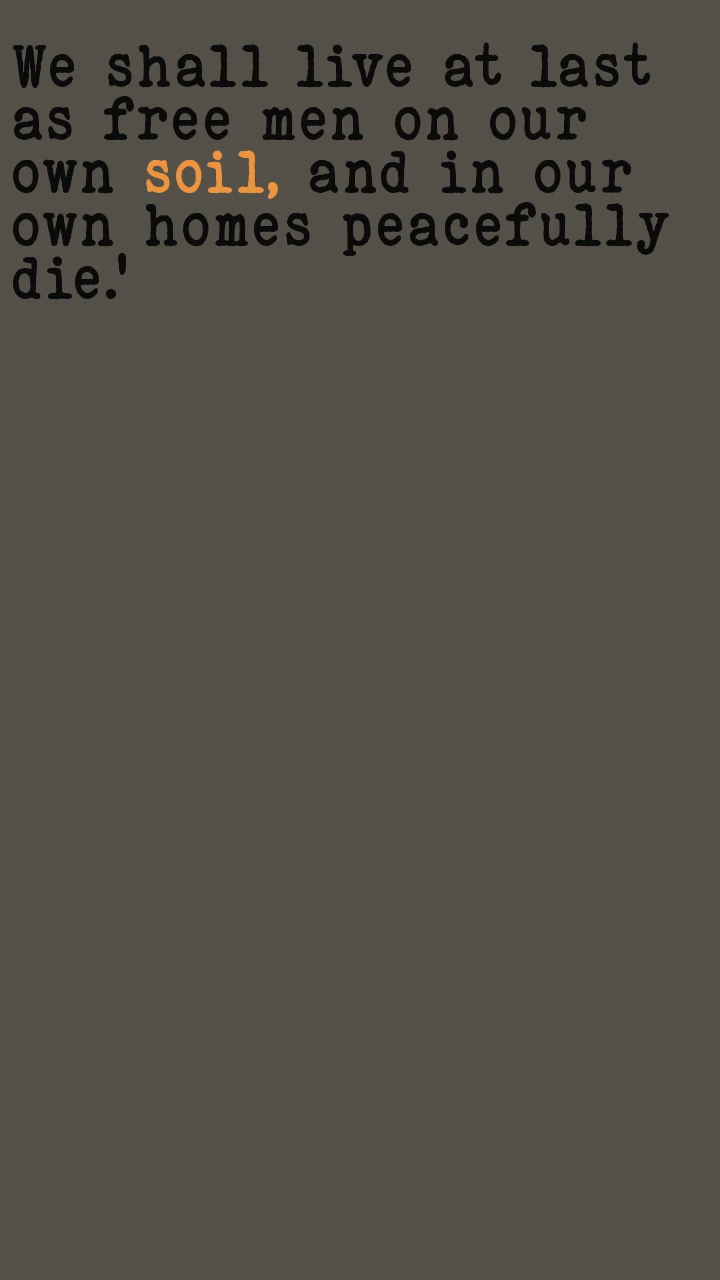 We shall live at last
as free men on our
own soil, and in our
own homes peacefully
die.'